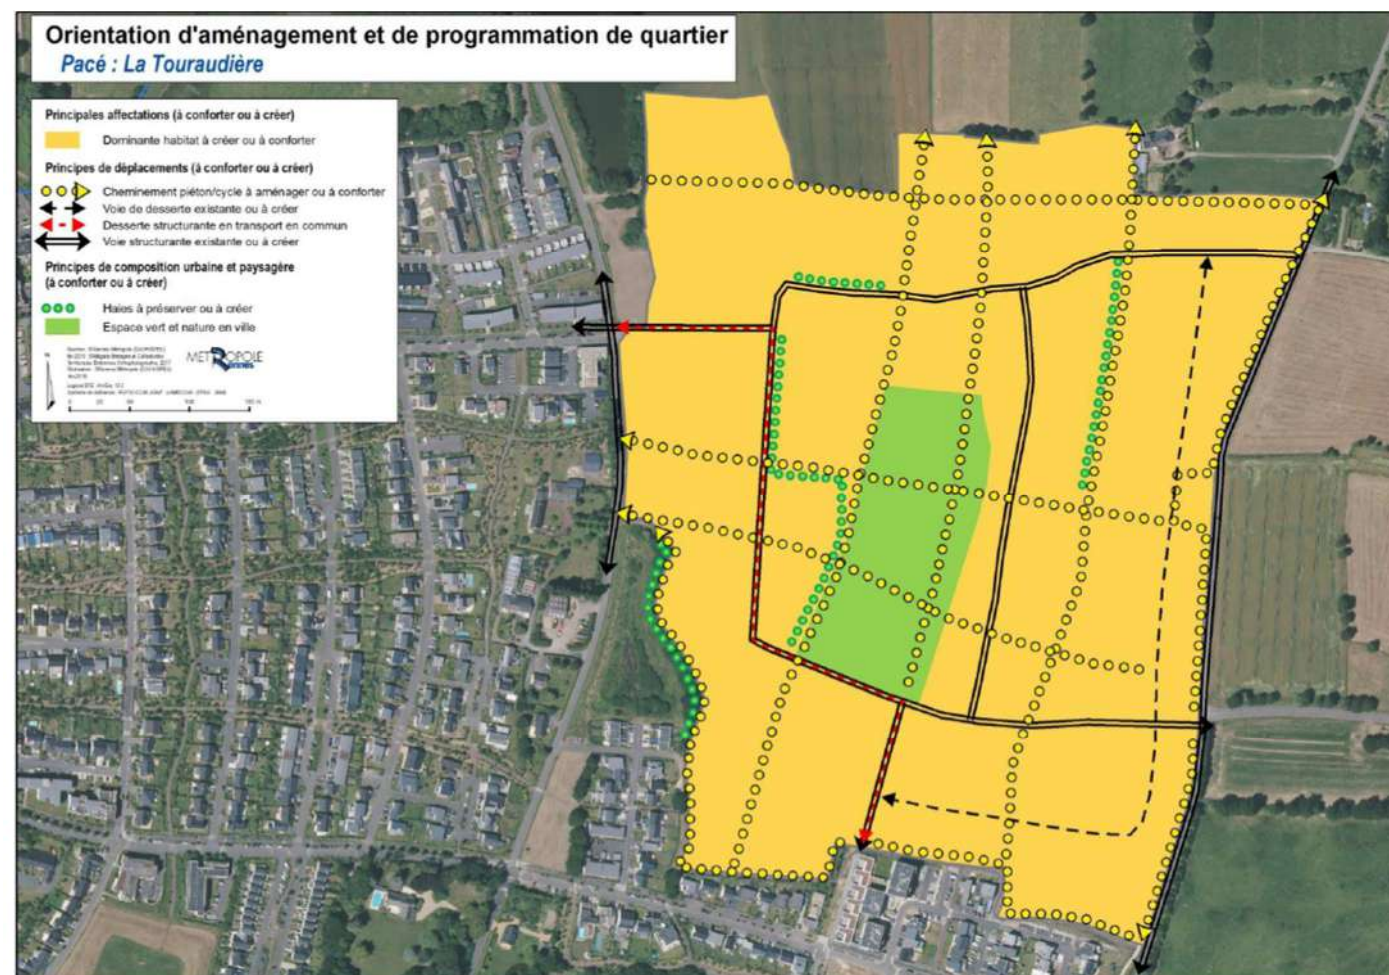 Orientation d'aménagement et de programmation de quartier
Pacé : La Touraudière
Principales affectations (à conforter ou à créer)
Dominante habitat à créer ou à conforter
Principes de déplacements (à conforter ou à créer)
Cheminement piéton/cycle à aménager ou à conforter
Voie de desserte existante ou à créer
Desserte structurante en transport en commun
Voie structurante existante ou à créer
Principes de composition urbaine et paysagère
(à conforter ou à créer)
Haies à préserver ou à créer
Espace vert et nature en ville
METROPOLE
Rennes